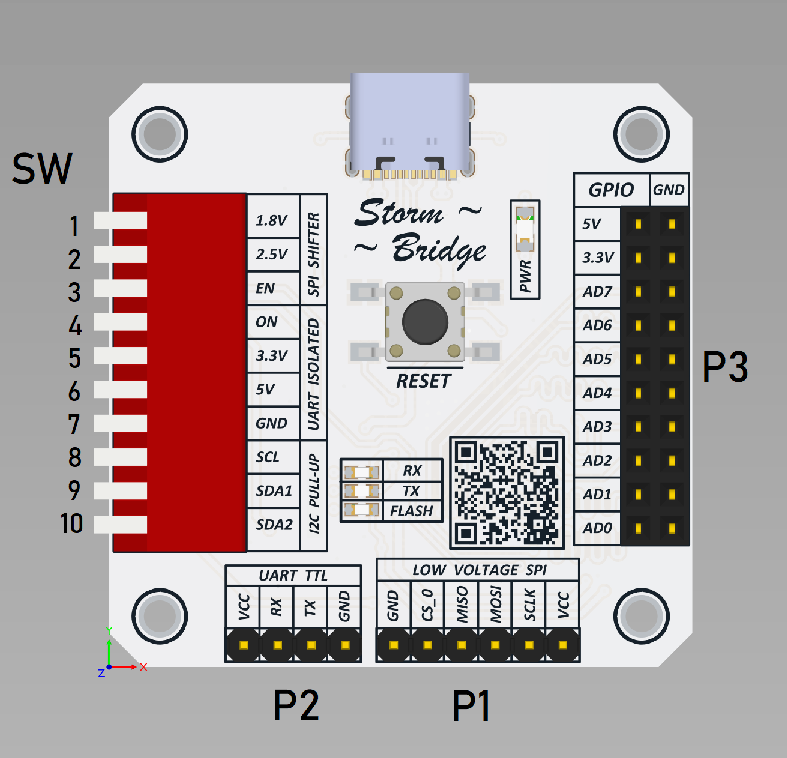 SW
1
2
3
4
5
6
7
8
9
10
1.8V
2.5V
EN
SPI SHIFTER
ON
3.3V
5V
GND
UART ISOLATED
SCL
SDA1
SDA2
I2C PULL-UP
Storm ~
~ Bridge
PWR
RESET
RX
TX
FLASH
GPIO GND
5V
3.3V
AD7
AD6
AD5
AD4
AD3
AD2
AD1
AD0
P3
UART TTL
VCC RX TX GND
P2
LOW VOLTAGE SPI
GND CS_0 MISO MOSI SCLK VCC
P1
Y
Z
X